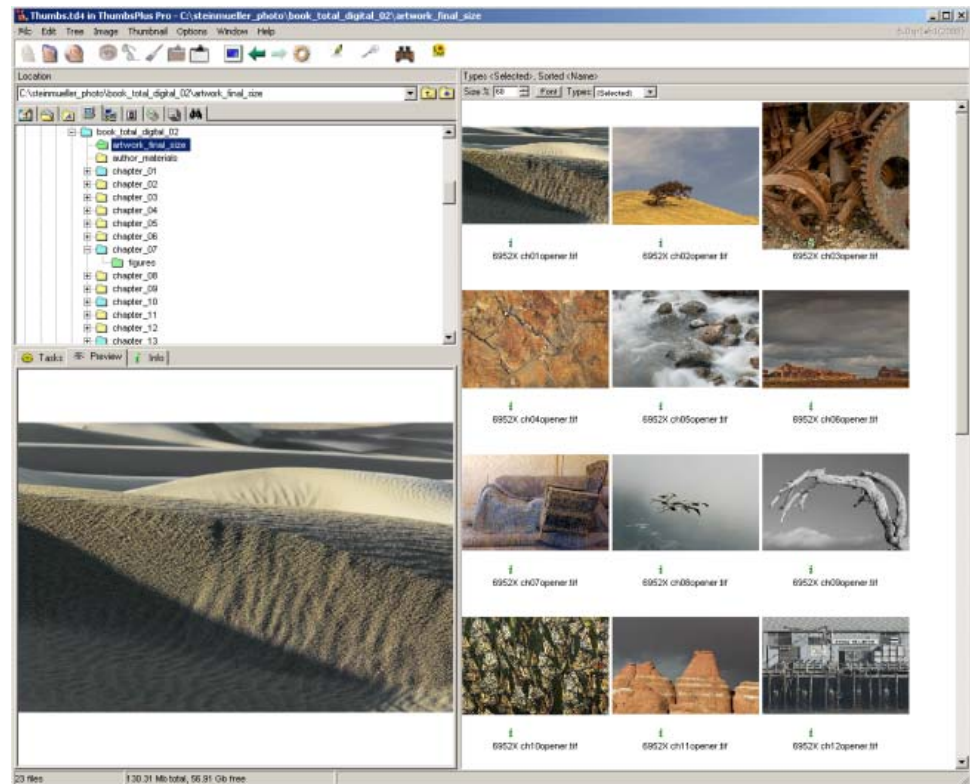 Thumbs.td4 in ThumbsPlus Pro - C:\steinmueller_photo\book_total_digital_02\artwork_final_size
File Edit Tree Image Thumbnail Options Window Help
Location
C:\steinmueller_photo\book_total_digital_02\artwork_final_size
book_total_digital_02
artwork_final_size
author_materials
chapter_01
chapter_02
chapter_03
chapter_04
chapter_05
chapter_06
chapter_07
figures
chapter_08
chapter_09
chapter_10
chapter_11
chapter_12
chapter_13
Tasks Preview Info
Types <Selected>, Sorted <Name>
Size % 60 Font Types: (Selected)
6952X ch01opener.tif 6952X ch02opener.tif 6952X ch03opener.tif
6952X ch04opener.tif 6952X ch05opener.tif 6952X ch06opener.tif
6952X ch07opener.tif 6952X ch08opener.tif 6952X ch09opener.tif
6952X ch10opener.tif 6952X ch11opener.tif 6952X ch12opener.tif
23 files 130.31 Mb total, 56.91 Gb free